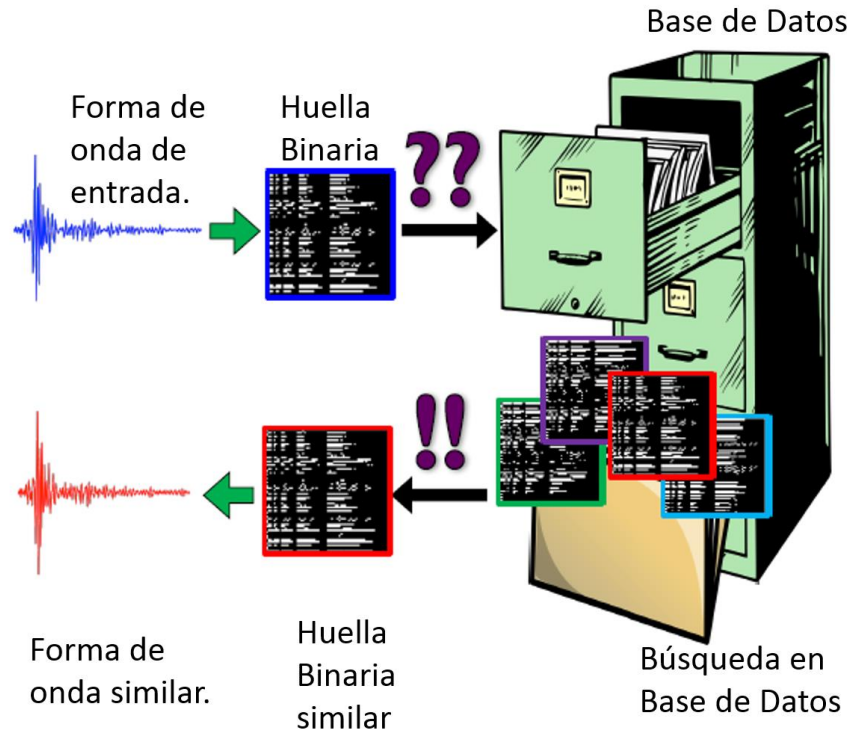 Base de Datos
Forma de
onda de
entrada.
Huella
Binaria
??
!!
Forma de
onda similar.
Huella
Binaria
similar
Búsqueda en
Base de Datos